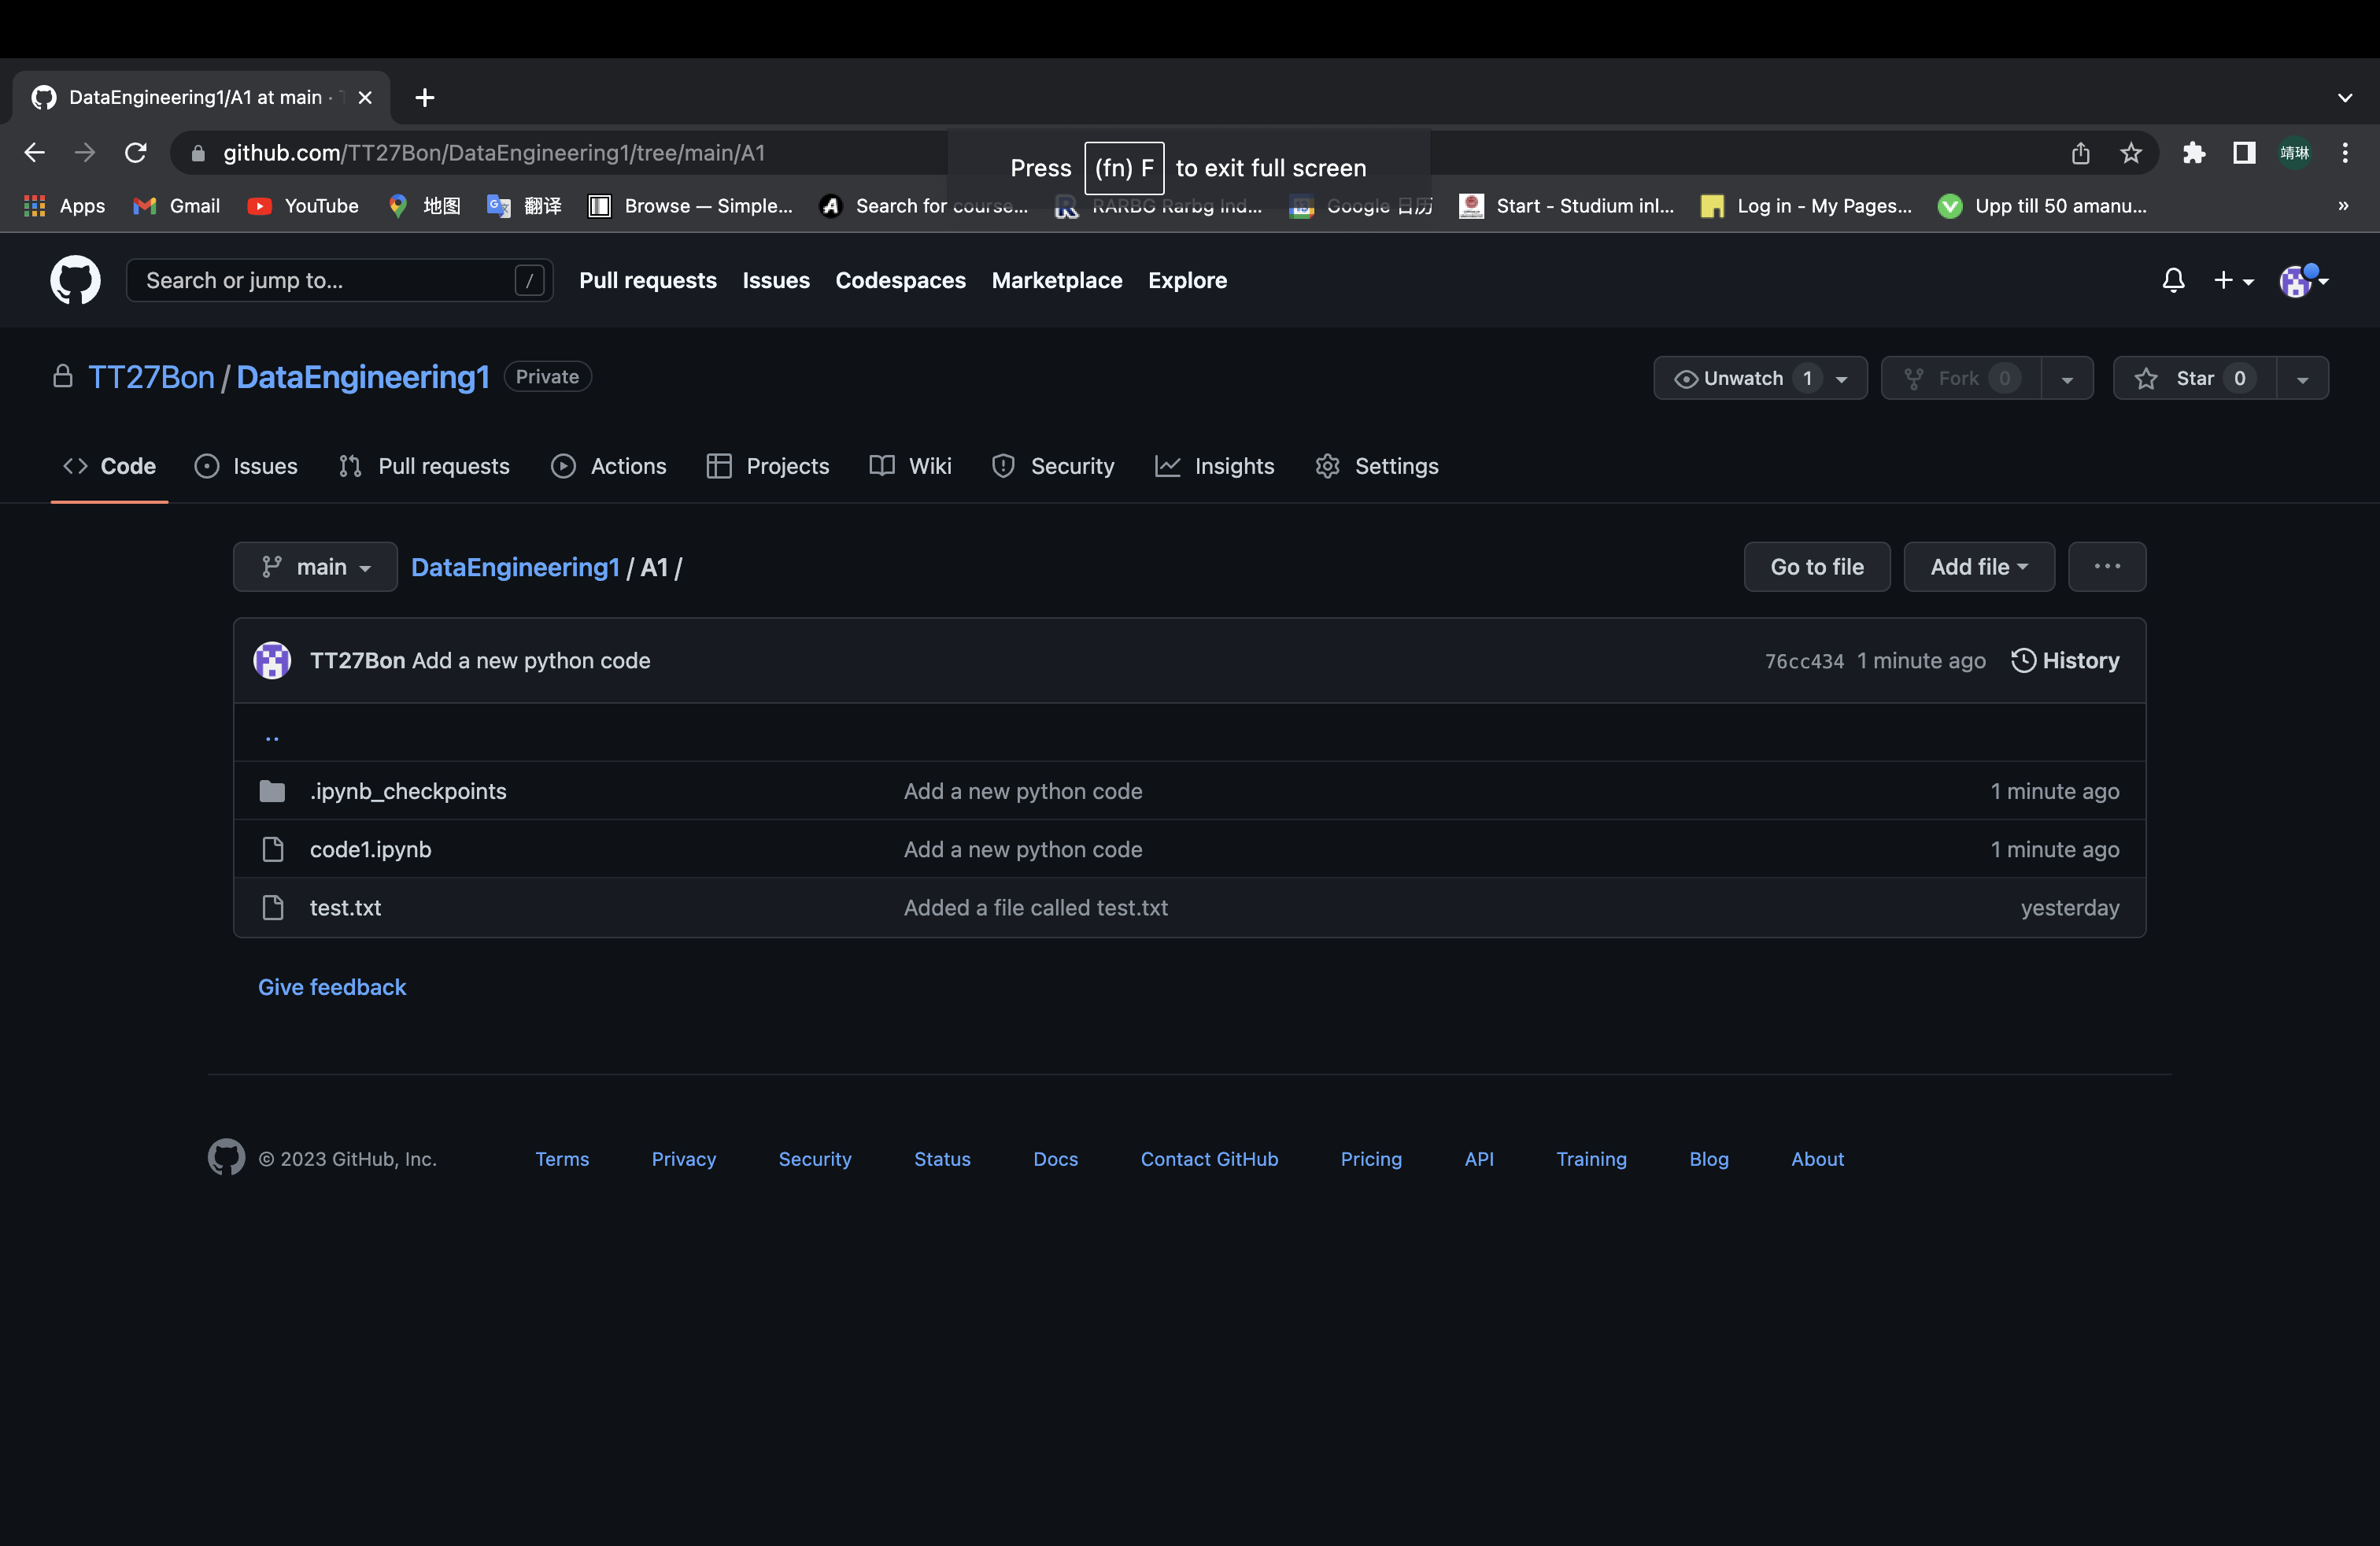 DataEngineering1/A1 at main ·
github.com/TT27Bon/DataEngineering1/tree/main/A1
Press (fn) F to exit full screen
靖琳
Apps Gmail YouTube 地图 翻译 Browse — Simple... Search for course... RARBG Rarbg Ind... Google 日历 Start - Studium inl... Log in - My Pages... Upp till 50 amanu... »
Search or jump to... / Pull requests Issues Codespaces Marketplace Explore
TT27Bon / DataEngineering1 Private Unwatch 1 Fork 0 Star 0
Code Issues Pull requests Actions Projects Wiki Security Insights Settings
main DataEngineering1 / A1 / Go to file Add file ...
TT27Bon Add a new python code 76cc434 1 minute ago History
..
.ipynb_checkpoints Add a new python code 1 minute ago
code1.ipynb Add a new python code 1 minute ago
test.txt Added a file called test.txt yesterday
Give feedback
© 2023 GitHub, Inc. Terms Privacy Security Status Docs Contact GitHub Pricing API Training Blog About